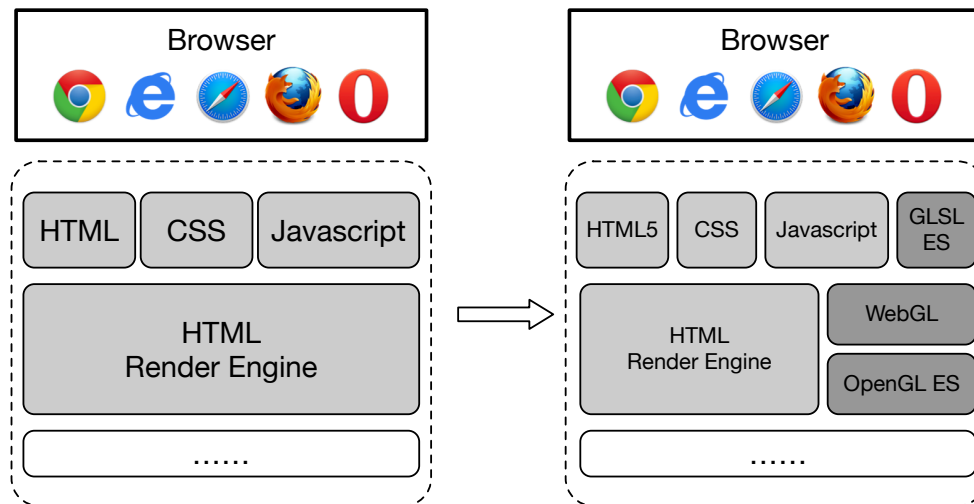 Browser
HTML
CSS
Javascript
HTML
Render Engine
......
Browser
HTML5
CSS
Javascript
GLSL
ES
HTML
Render Engine
WebGL
OpenGL ES
......